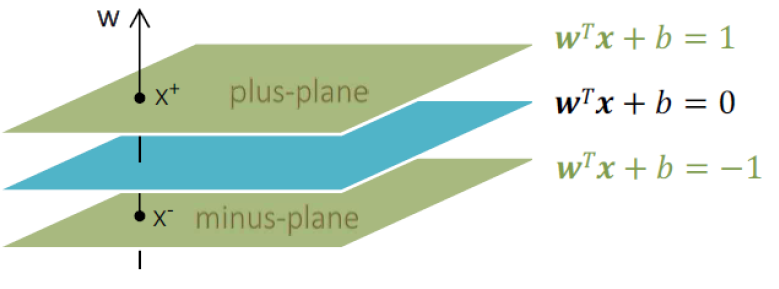 w
wᵀx + b = 1
x⁺ plus-plane
wᵀx + b = 0
wᵀx + b = −1
x⁻ minus-plane